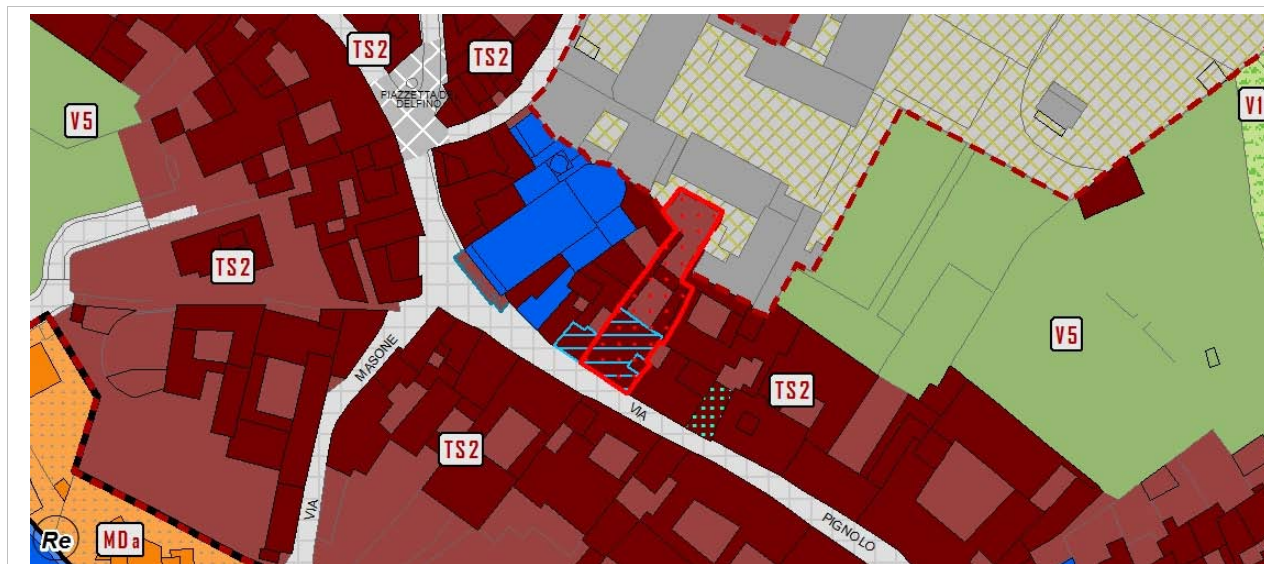 TS2
TS2
PIAZZETTA DEL
DELFINO
V5
V1
TS2
MASONE
V5
VIA
TS2
TS2
VIA
PIGNOLO
Re
MDa